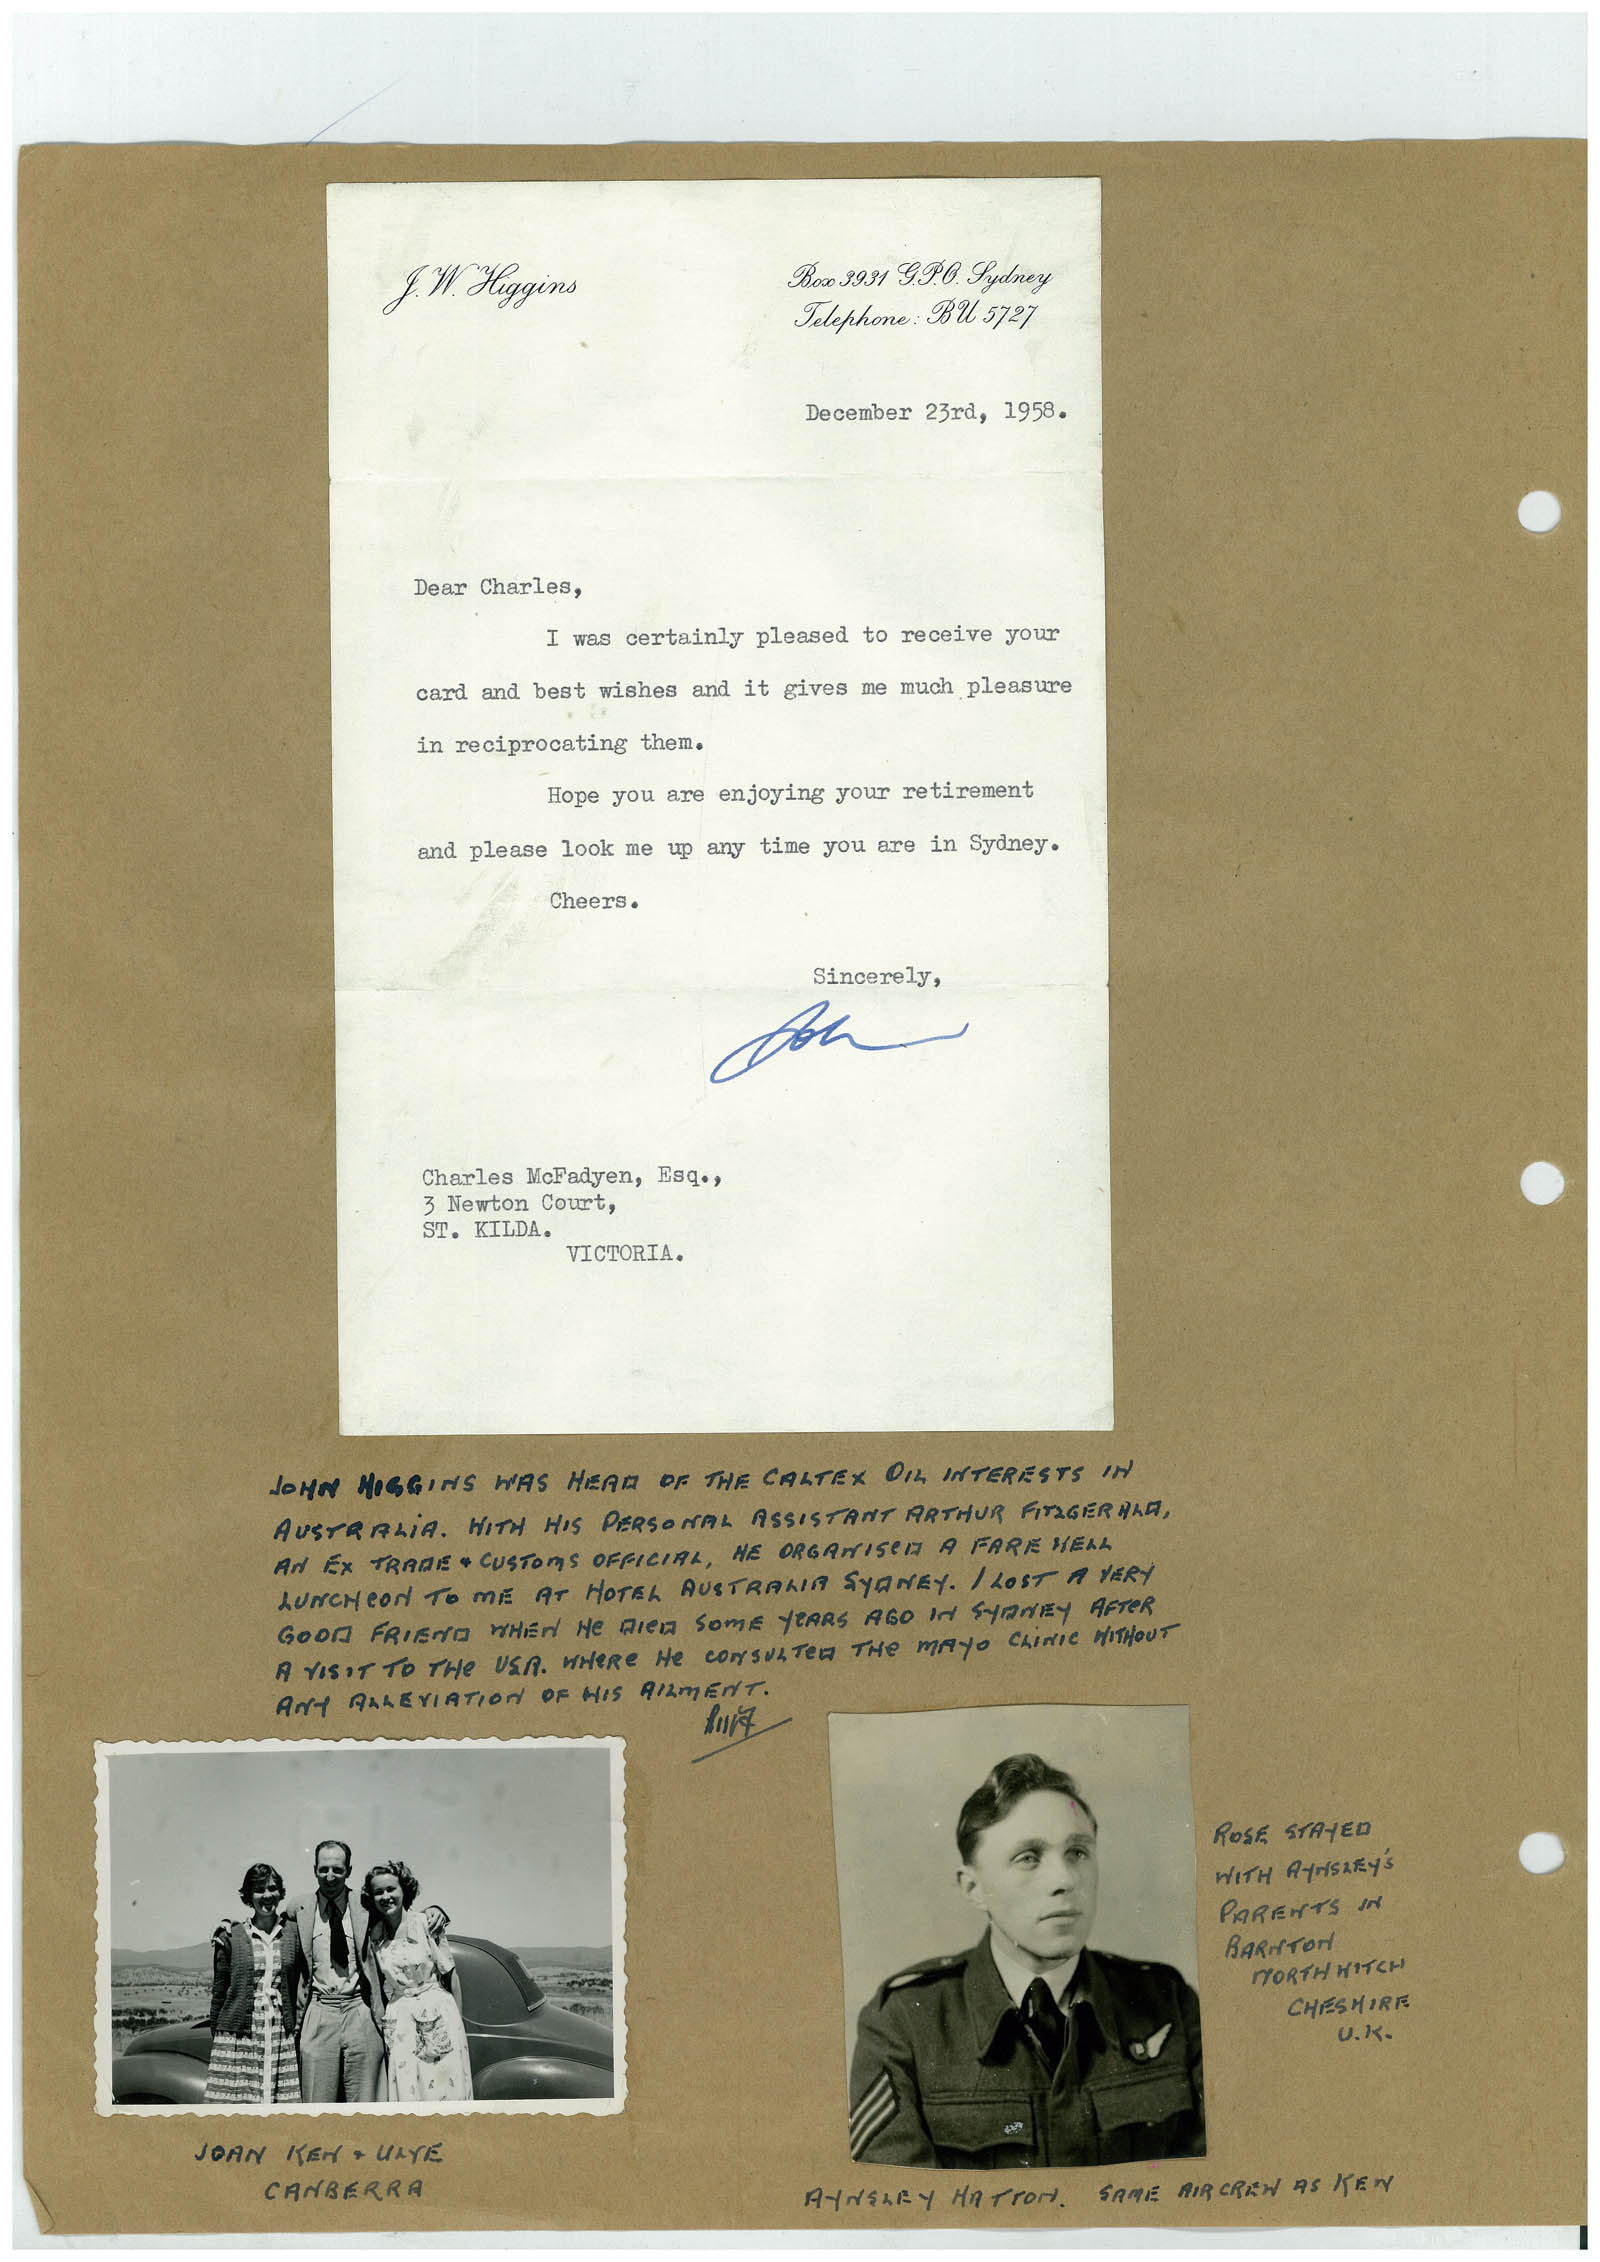 J. W. Higgins
Box 3931 G.P.O. Sydney
Telephone: BU 5727
December 23rd, 1958.
Dear Charles,
I was certainly pleased to receive your
card and best wishes and it gives me much pleasure
in reciprocating them.
Hope you are enjoying your retirement
and please look me up any time you are in Sydney.
Cheers.
Sincerely,
John
Charles McFadyen, Esq.,
3 Newton Court,
ST. KILDA.
VICTORIA.
JOHN HIGGINS WAS HEAD OF THE CALTEX OIL INTERESTS IN
AUSTRALIA. WITH HIS PERSONAL ASSISTANT ARTHUR FITZGERALD,
AN EX TRADE + CUSTOMS OFFICIAL, HE ORGANISED A FAREWELL
LUNCHEON TO ME AT HOTEL AUSTRALIA SYDNEY. I LOST A VERY
GOOD FRIEND WHEN HE DIED SOME YEARS AGO IN SYDNEY AFTER
A VISIT TO THE USA. WHERE HE CONSULTED THE MAYO CLINIC WITHOUT
ANY ALLEVIATION OF HIS AILMENT.
ROSE STAYED
WITH AYNSLEY'S
PARENTS IN
BARNTON
NORTHWITCH
CHESHIRE
U.K.
JOAN KEN + ULVE
CANBERRA
AYNSLEY HATTON. SAME AIRCREW AS KEN